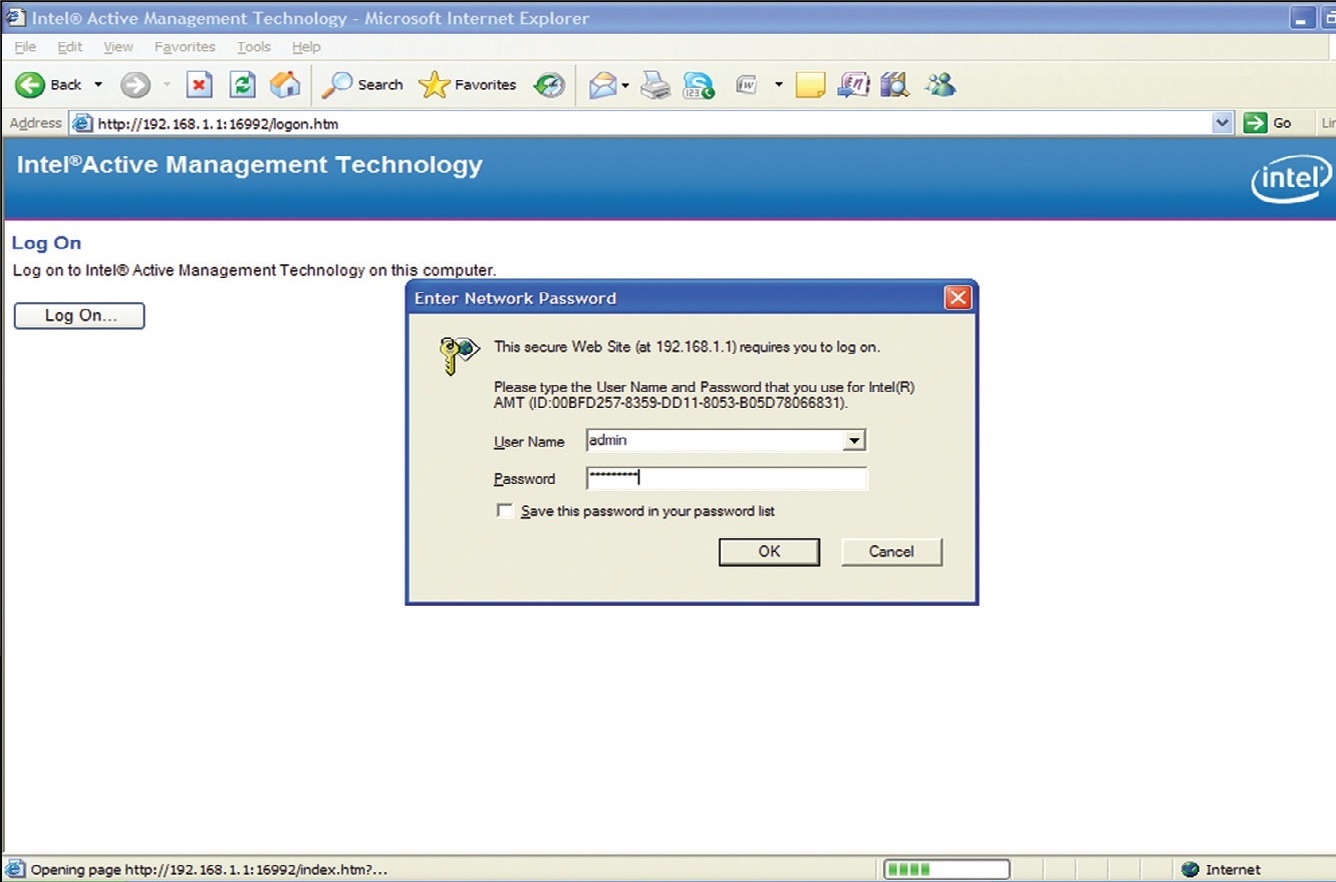 Intel® Active Management Technology - Microsoft Internet Explorer
File Edit View Favorites Tools Help
Back Search Favorites
Address http://192.168.1.1:16992/logon.htm Go
Intel®Active Management Technology
intel
Log On
Log on to Intel® Active Management Technology on this computer.
Log On...
Enter Network Password
This secure Web Site (at 192.168.1.1) requires you to log on.
Please type the User Name and Password that you use for Intel(R)
AMT (ID:00BFD257-8359-DD11-8053-B05D78066831).
User Name admin
Password
Save this password in your password list
OK Cancel
Opening page http://192.168.1.1:16992/index.htm?... Internet